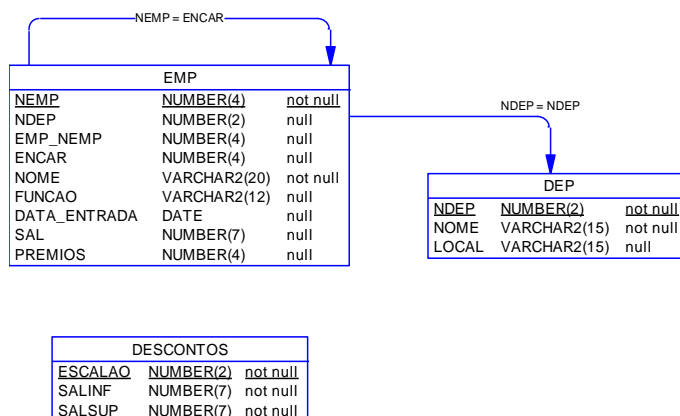 NEMP = ENCAR
EMP
NEMP NUMBER(4) not null
NDEP NUMBER(2) null
EMP_NEMP NUMBER(4) null
ENCAR NUMBER(4) null
NOME VARCHAR2(20) not null
FUNCAO VARCHAR2(12) null
DATA_ENTRADA DATE null
SAL NUMBER(7) null
PREMIOS NUMBER(4) null
NDEP = NDEP
DEP
NDEP NUMBER(2) not null
NOME VARCHAR2(15) not null
LOCAL VARCHAR2(15) null
DESCONTOS
ESCALAO NUMBER(2) not null
SALINF NUMBER(7) not null
SALSUP NUMBER(7) not null